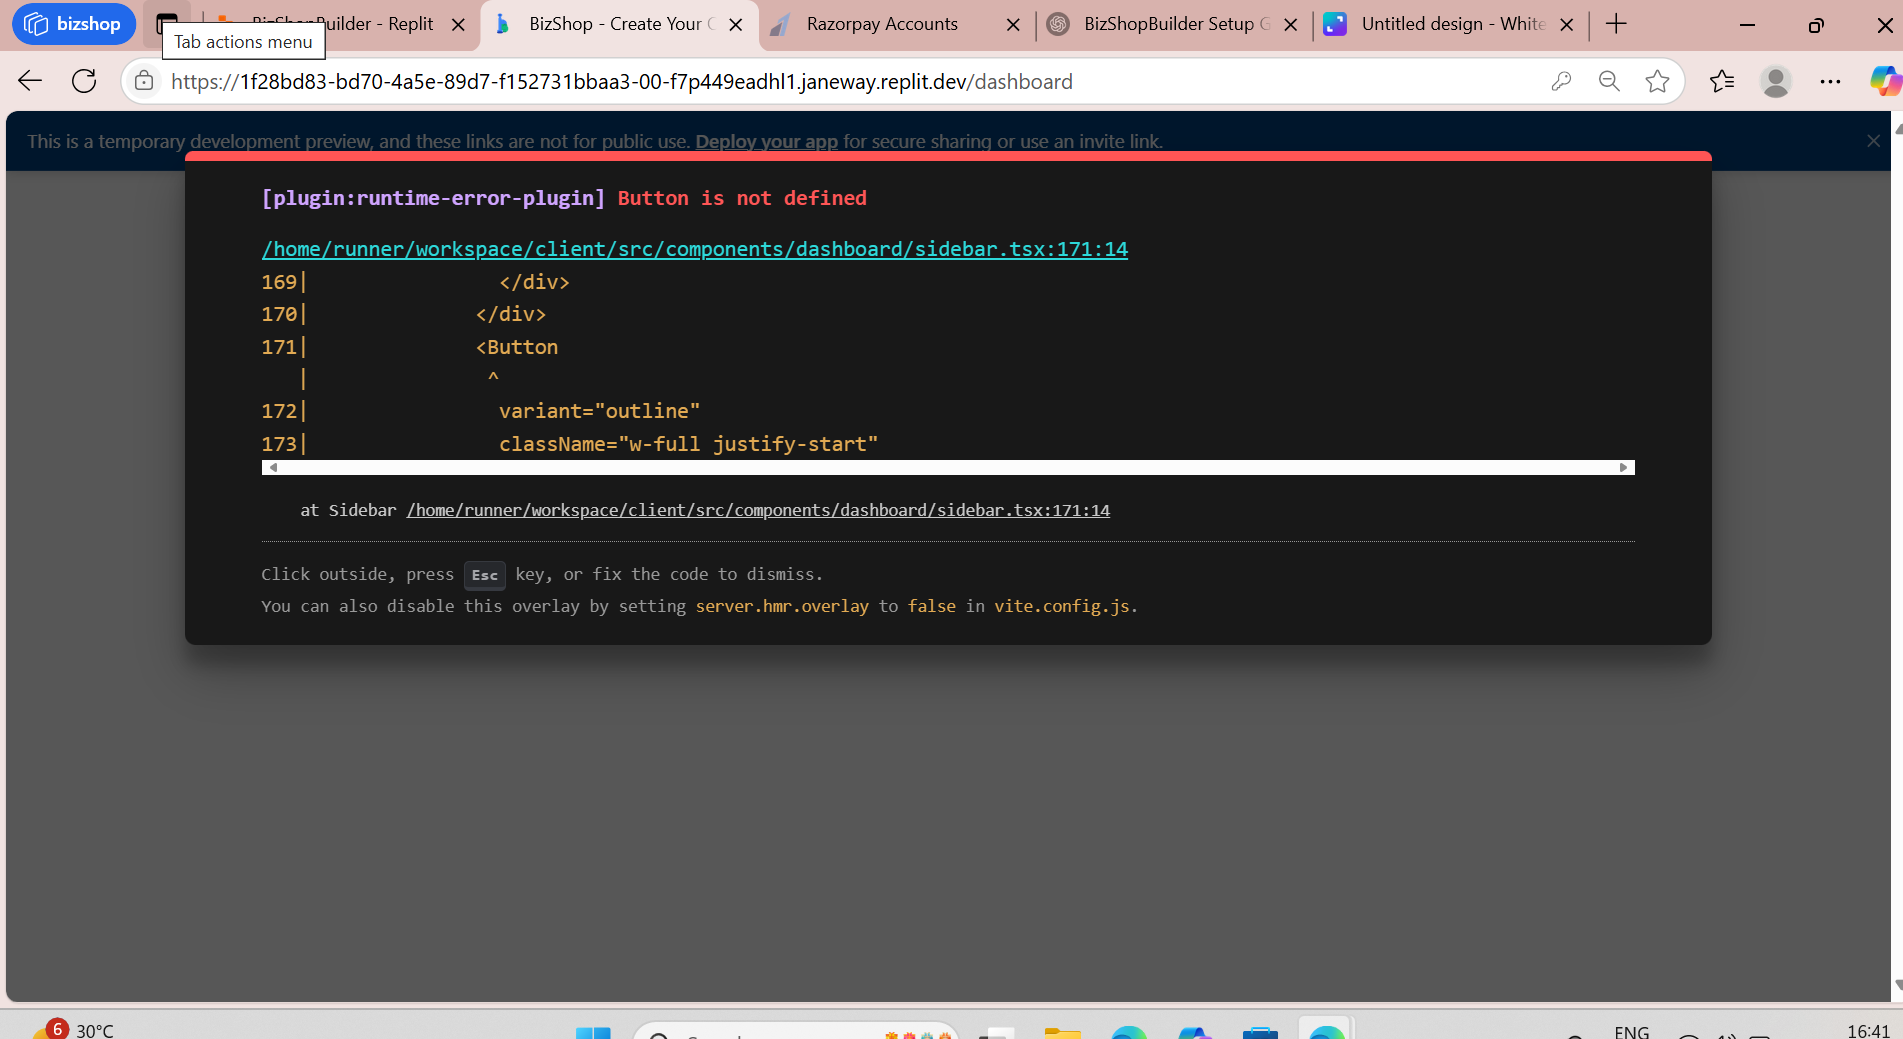 bizshop
BizShopBuilder - Replit
BizShop - Create Your
Razorpay Accounts
BizShopBuilder Setup G
Untitled design - White
Tab actions menu
https://1f28bd83-bd70-4a5e-89d7-f152731bbaa3-00-f7p449eadhl1.janeway.replit.dev/dashboard
This is a temporary development preview, and these links are not for public use. Deploy your app for secure sharing or use an invite link.
[plugin:runtime-error-plugin] Button is not defined
/home/runner/workspace/client/src/components/dashboard/sidebar.tsx:171:14
169|                </div>
170|              </div>
171|              <Button
   |               ^
172|                variant="outline"
173|                className="w-full justify-start"
at Sidebar /home/runner/workspace/client/src/components/dashboard/sidebar.tsx:171:14
Click outside, press Esc key, or fix the code to dismiss.
You can also disable this overlay by setting server.hmr.overlay to false in vite.config.js.
6
30°C
ENG
16:41